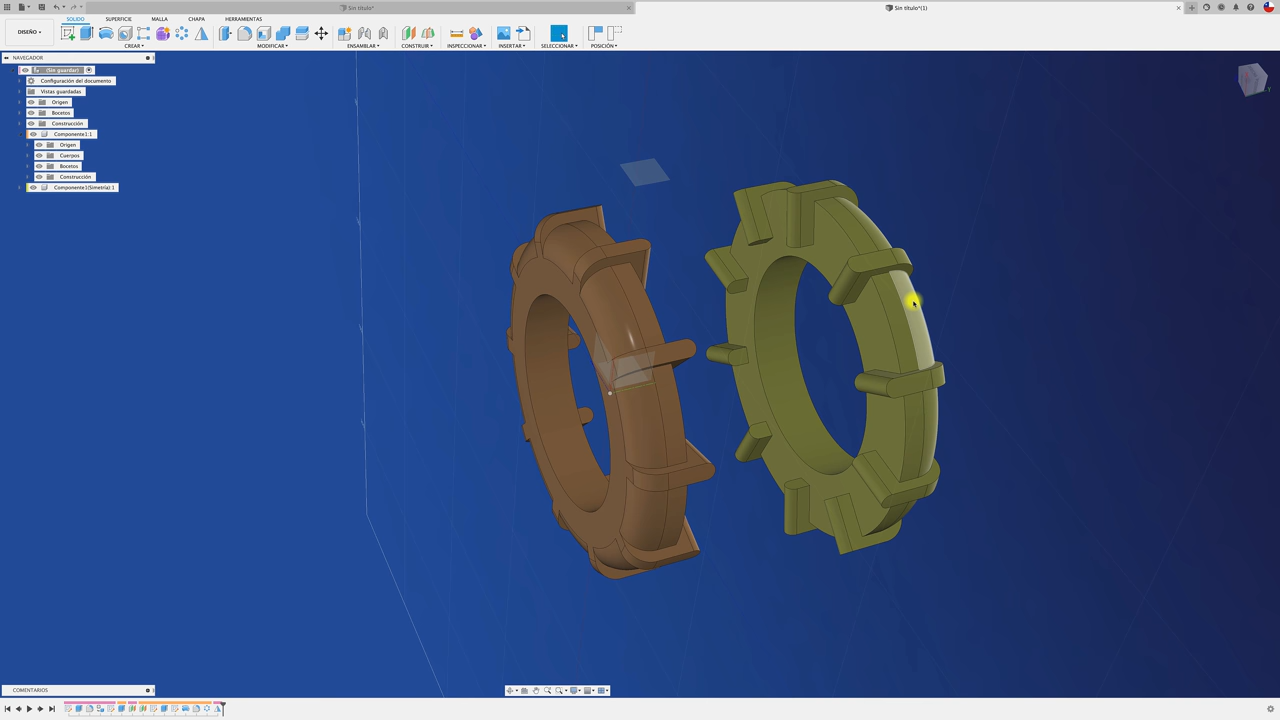 Sin título*
Sin título*(1)
SÓLIDO
SUPERFICIE
MALLA
CHAPA
HERRAMIENTAS
DISEÑO
CREAR
MODIFICAR
ENSAMBLAR
CONSTRUIR
INSPECCIONAR
INSERTAR
SELECCIONAR
POSICIÓN
NAVEGADOR
(Sin guardar)
Configuración del documento
Vistas guardadas
Origen
Bocetos
Construcción
Componente1:1
Origen
Cuerpos
Bocetos
Construcción
Componente1(Simetría):1
COMENTARIOS